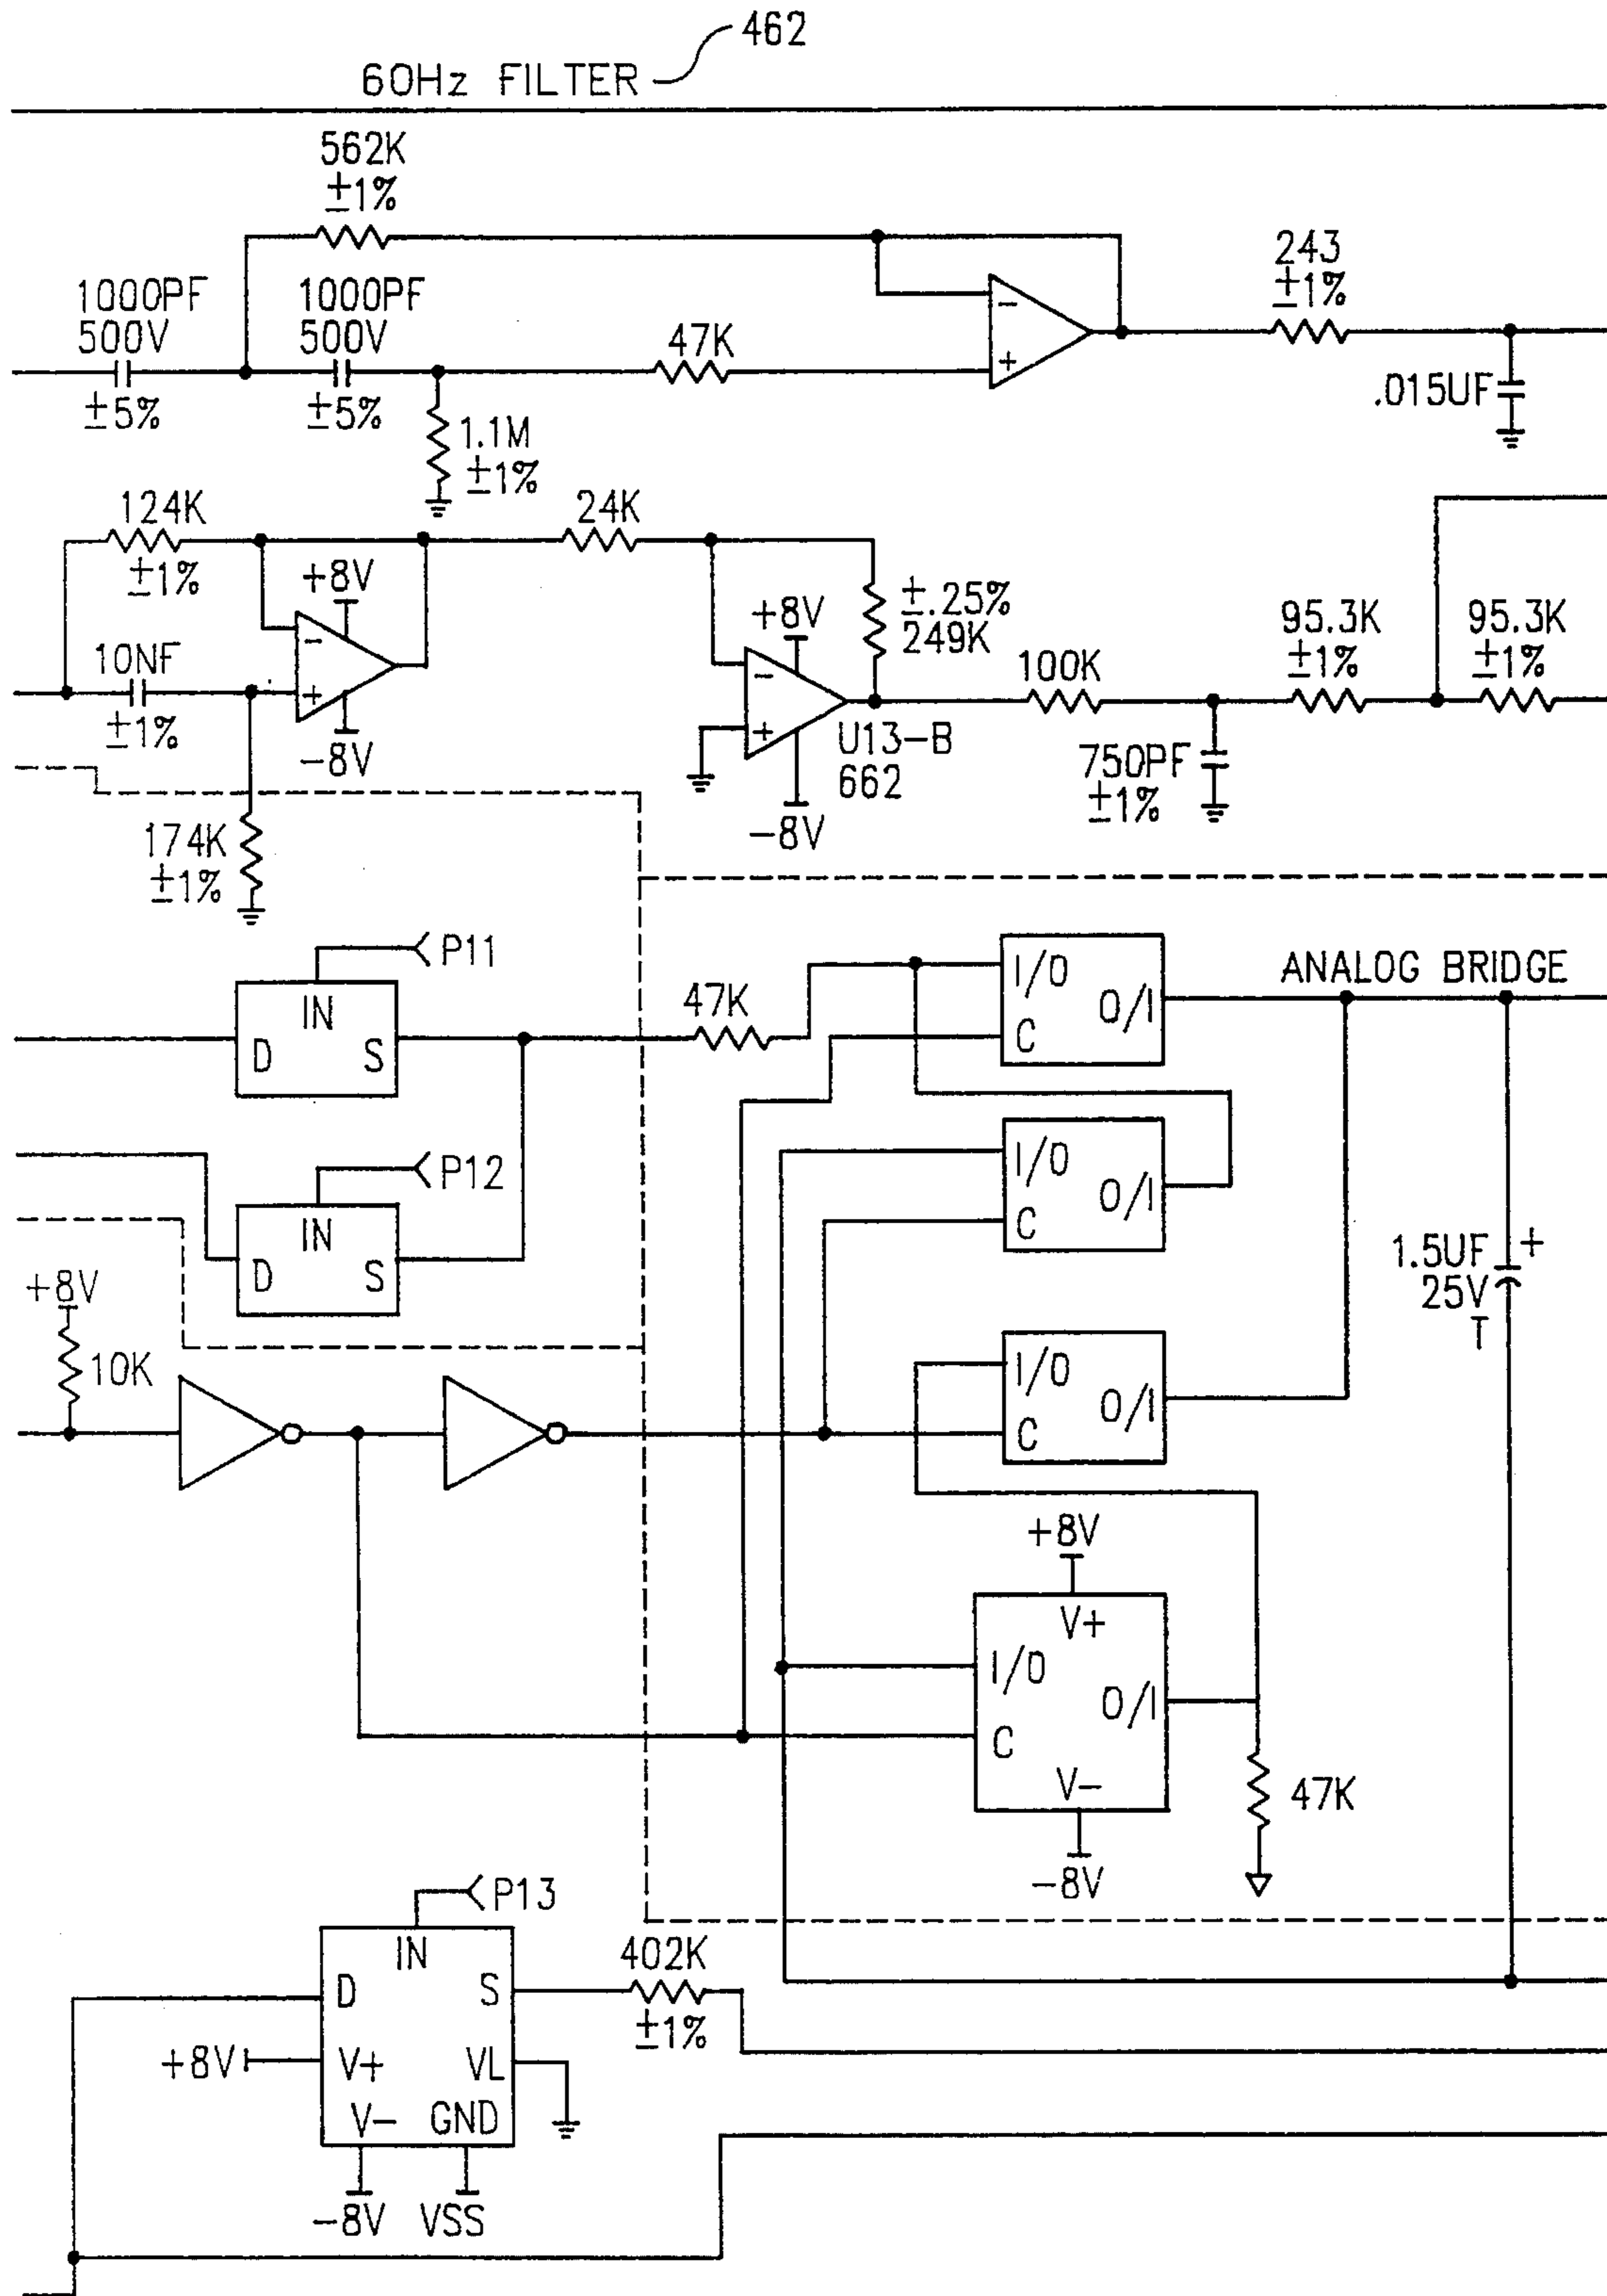 462
60Hz FILTER
562K
±1%
1000PF
500V
±5%
1000PF
500V
±5%
47K
-
+
243
±1%
.015UF
1.1M
±1%
124K
±1%
24K
+8V
-
+
-8V
10NF
±1%
174K
±1%
+8V
-
+
-8V
±.25%
249K
U13-B
662
100K
750PF
±1%
95.3K
±1%
95.3K
±1%
P11
IN
D
S
47K
I/O
O/I
C
ANALOG BRIDGE
P12
IN
D
S
I/O
O/I
C
1.5UF
25V
T
+
+8V
10K
I/O
O/I
C
+8V
V+
I/O
O/I
C
V-
-8V
47K
P13
IN
D
S
+8V
V+
VL
V-
GND
-8V
VSS
402K
±1%